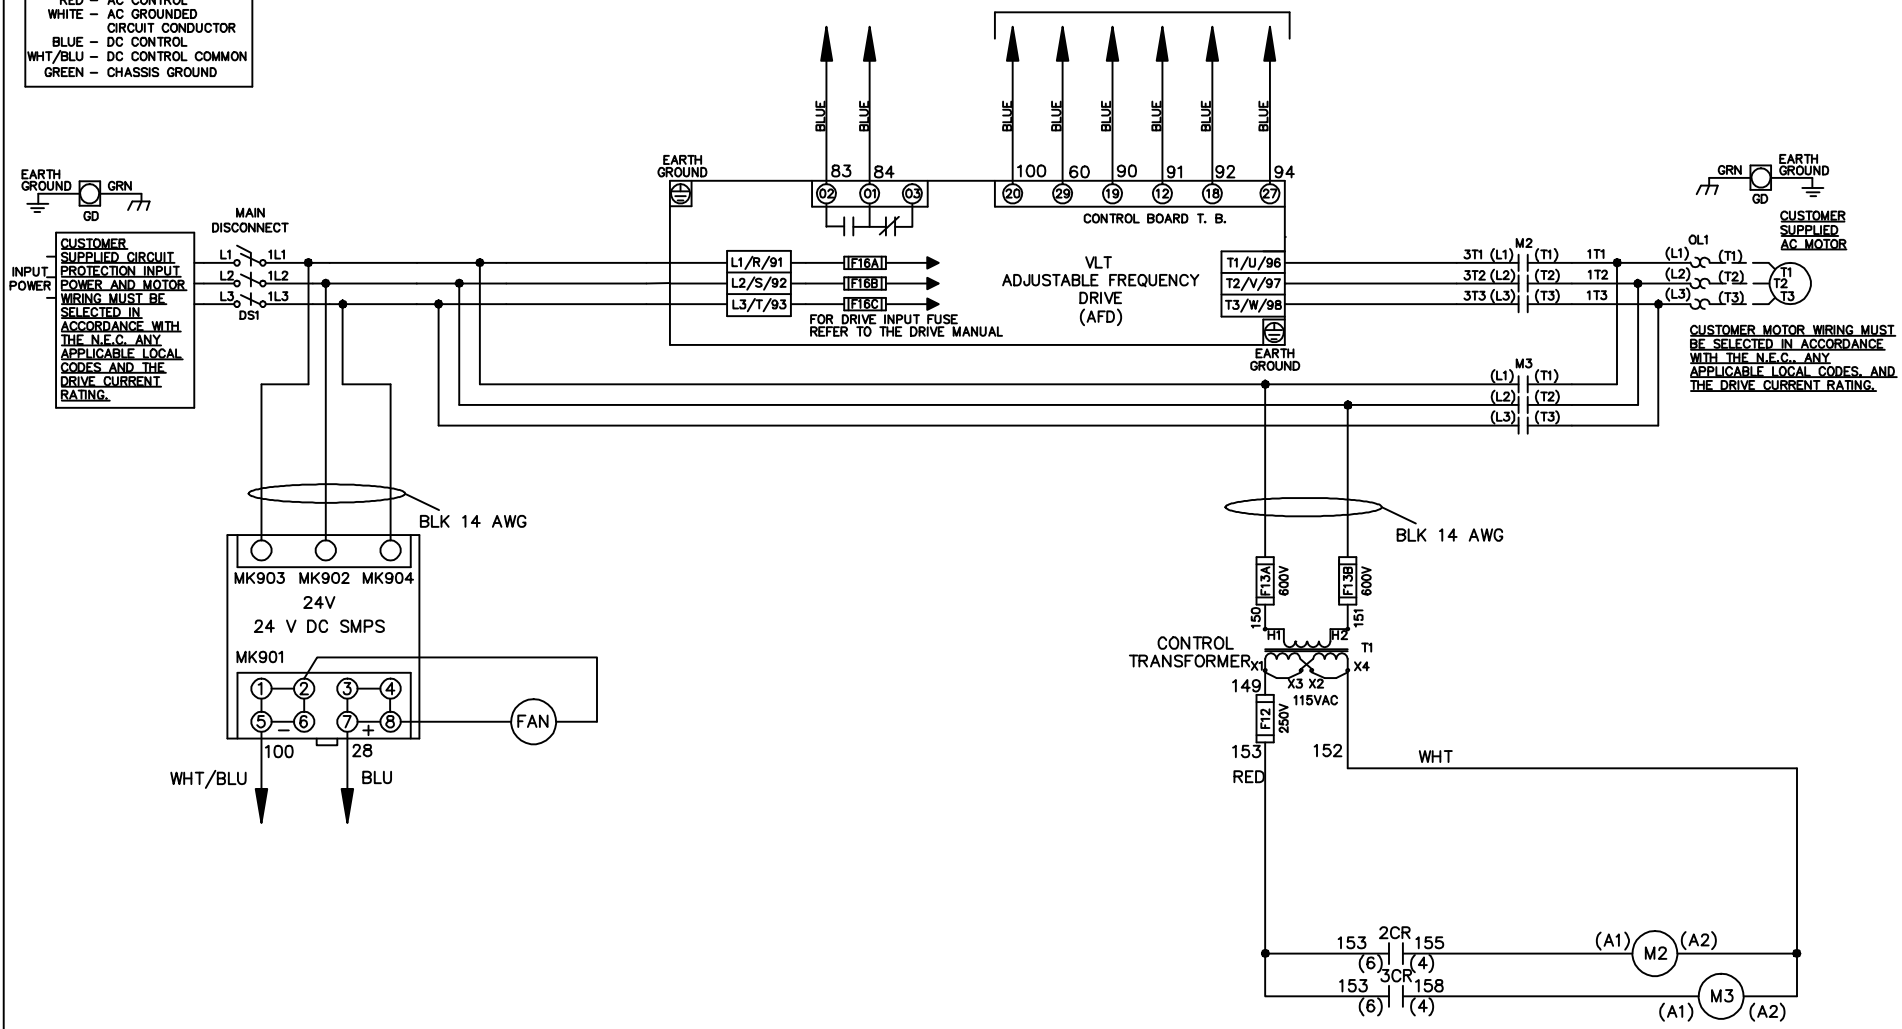 RED – AC CONTROL
WHITE – AC GROUNDED
CIRCUIT CONDUCTOR
BLUE – DC CONTROL
WHT/BLU – DC CONTROL COMMON
GREEN – CHASSIS GROUND
BLUE
BLUE
BLUE
BLUE
BLUE
BLUE
BLUE
BLUE
EARTH
GROUND
GRN
GD
EARTH
GROUND
83
84
100
60
90
91
92
94
02
01
03
20
29
19
12
18
27
CONTROL BOARD T. B.
GRN
EARTH
GROUND
GD
CUSTOMER
SUPPLIED
AC MOTOR
INPUT
POWER
CUSTOMER
SUPPLIED CIRCUIT
PROTECTION INPUT
POWER AND MOTOR
WIRING MUST BE
SELECTED IN
ACCORDANCE WITH
THE N.E.C. ANY
APPLICABLE LOCAL
CODES AND THE
DRIVE CURRENT
RATING.
MAIN
DISCONNECT
L1 1L1
L2 1L2
L3 1L3
DS1
L1/R/91
L2/S/92
L3/T/93
F16A
F16B
F16C
FOR DRIVE INPUT FUSE
REFER TO THE DRIVE MANUAL
VLT
ADJUSTABLE FREQUENCY
DRIVE
(AFD)
T1/U/96
T2/V/97
T3/W/98
EARTH
GROUND
M2
3T1 (L1) (T1) 1T1
3T2 (L2) (T2) 1T2
3T3 (L3) (T3) 1T3
OL1
(L1) (T1)
(L2) (T2)
(L3) (T3)
T1
T2
T3
CUSTOMER MOTOR WIRING MUST
BE SELECTED IN ACCORDANCE
WITH THE N.E.C., ANY
APPLICABLE LOCAL CODES, AND
THE DRIVE CURRENT RATING.
M3
(L1) (T1)
(L2) (T2)
(L3) (T3)
BLK 14 AWG
BLK 14 AWG
MK903 MK902 MK904
24V
24 V DC SMPS
MK901
1 2 3 4
5 – 6 7 + 8
FAN
100
28
WHT/BLU
BLU
F13A
600V
F13B
600V
150
151
H1 H2
T1
CONTROL
TRANSFORMER
X1 X4
X3 X2
115VAC
149
F12
250V
153
152
RED
WHT
2CR
153 155
(6) (4)
(A1) M2 (A2)
3CR
153 158
(6) (4)
(A1) M3 (A2)